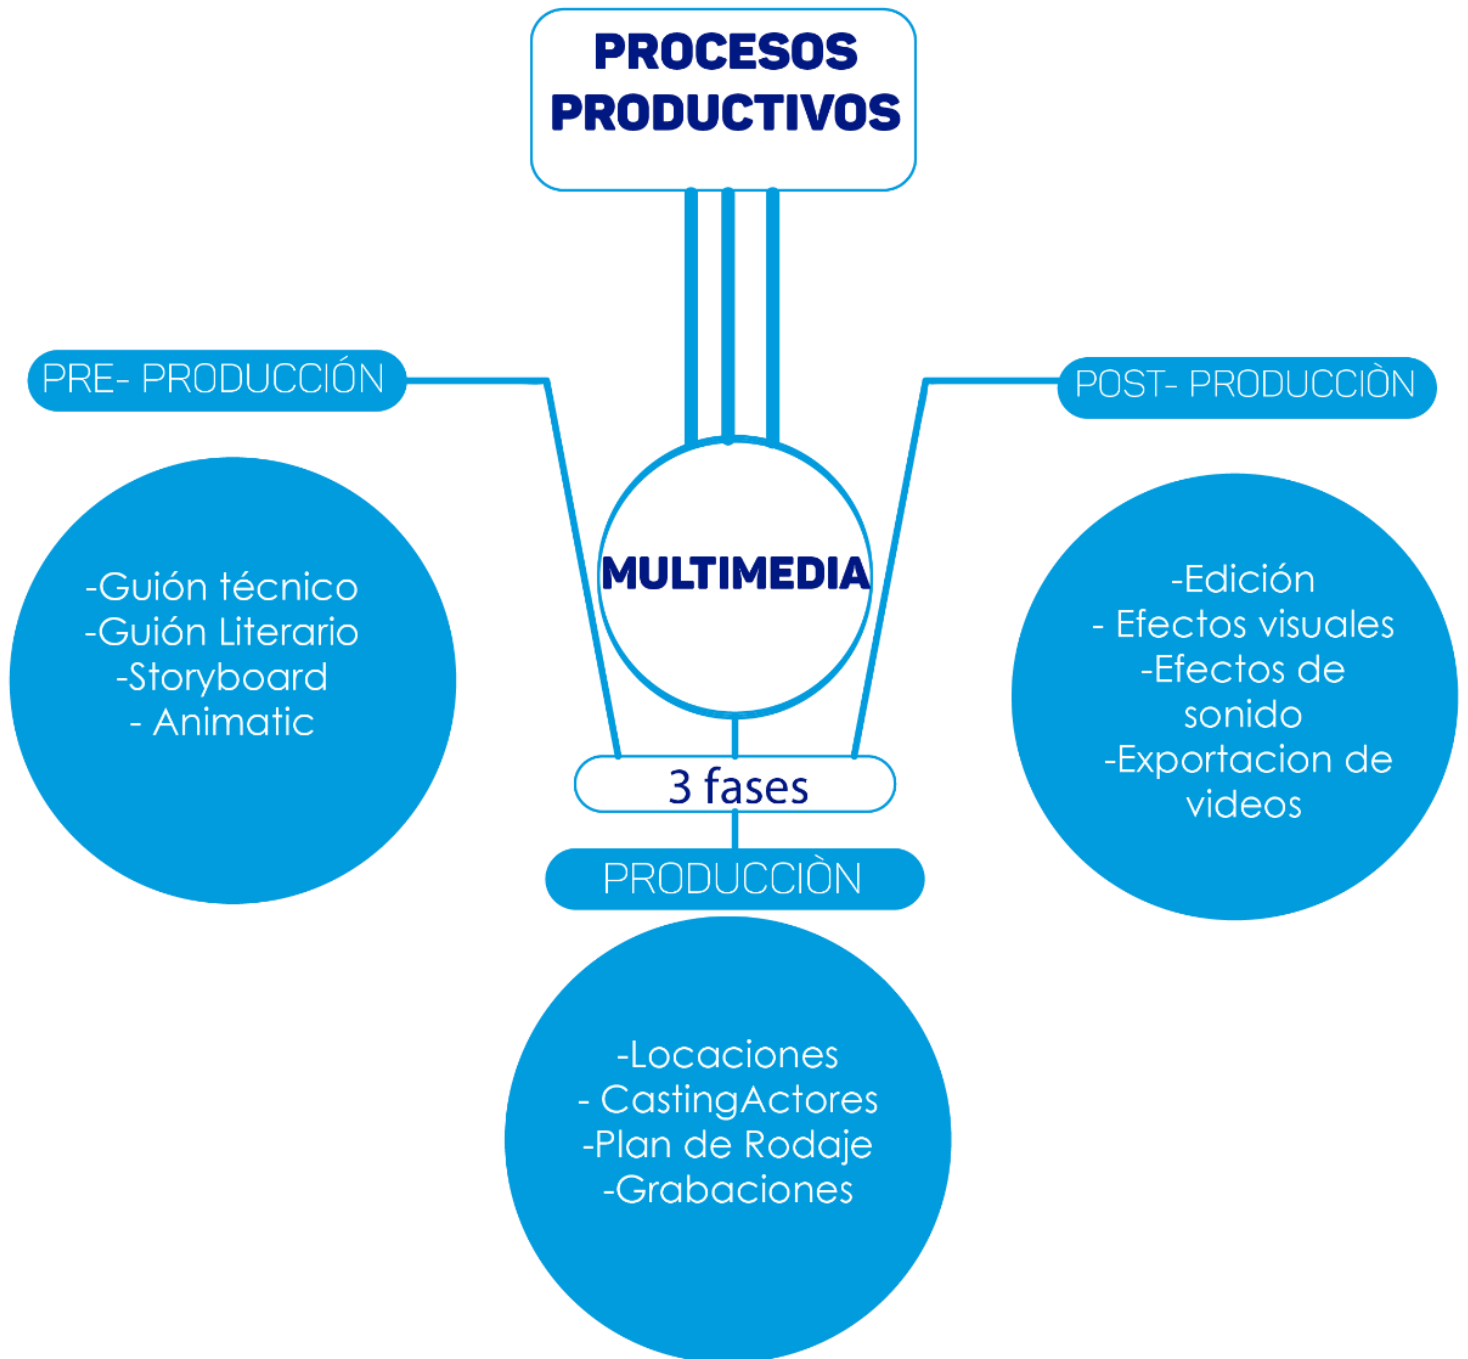 PROCESOS
PRODUCTIVOS
PRE- PRODUCCIÓN
-Guión técnico
-Guión Literario
-Storyboard
- Animatic
MULTIMEDIA
3 fases
PRODUCCIÒN
-Locaciones
- CastingActores
-Plan de Rodaje
-Grabaciones
POST- PRODUCCIÒN
-Edición
- Efectos visuales
-Efectos de
sonido
-Exportacion de
videos